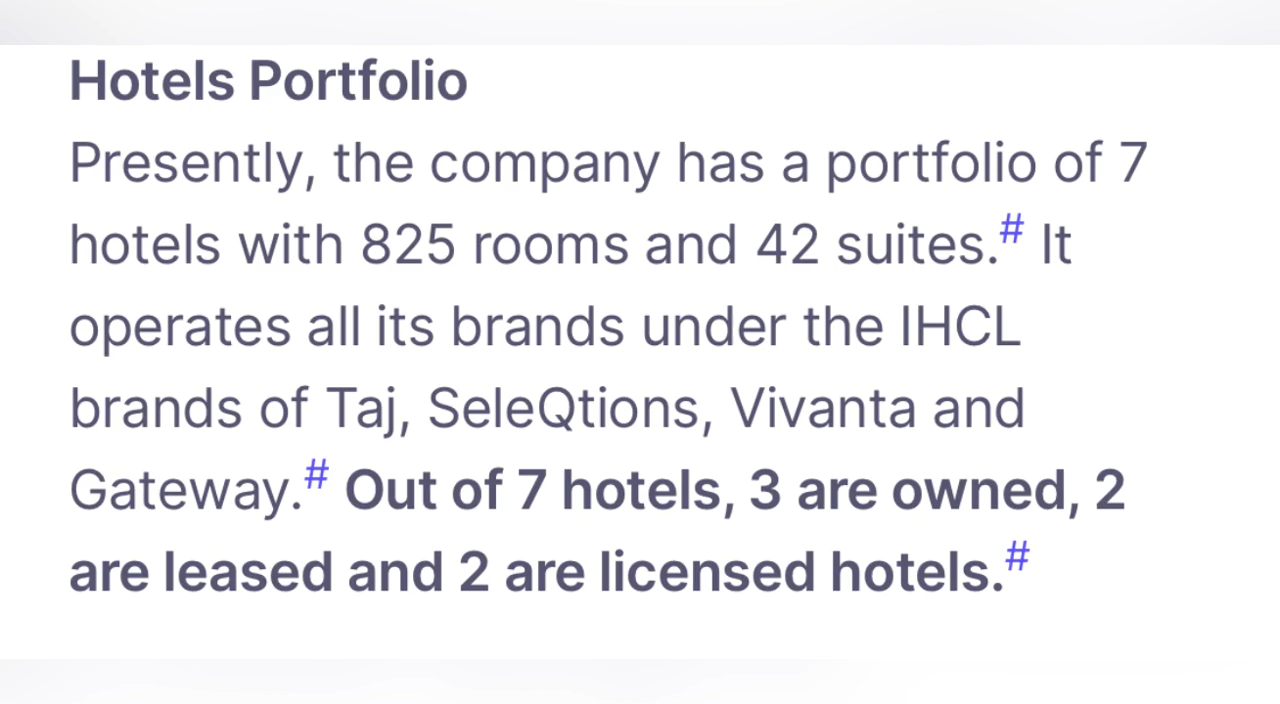 Hotels Portfolio
Presently, the company has a portfolio of 7
hotels with 825 rooms and 42 suites.# It
operates all its brands under the IHCL
brands of Taj, SeleQtions, Vivanta and
Gateway.# Out of 7 hotels, 3 are owned, 2
are leased and 2 are licensed hotels.#